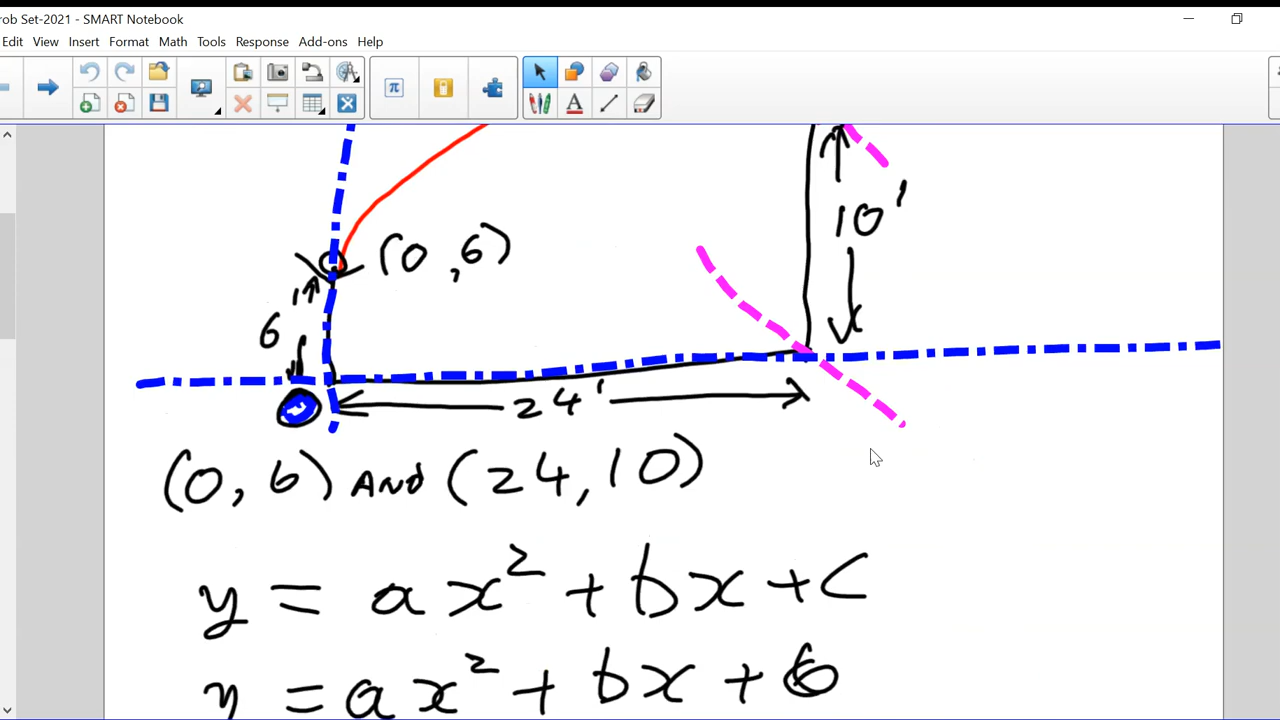 rob Set-2021 - SMART Notebook
Edit View Insert Format Math Tools Response Add-ons Help
π A
10'
(0, 6)
6'
24'
(0, 6) AND (24, 10)
y = ax² + bx + c
y = ax² + bx + 6